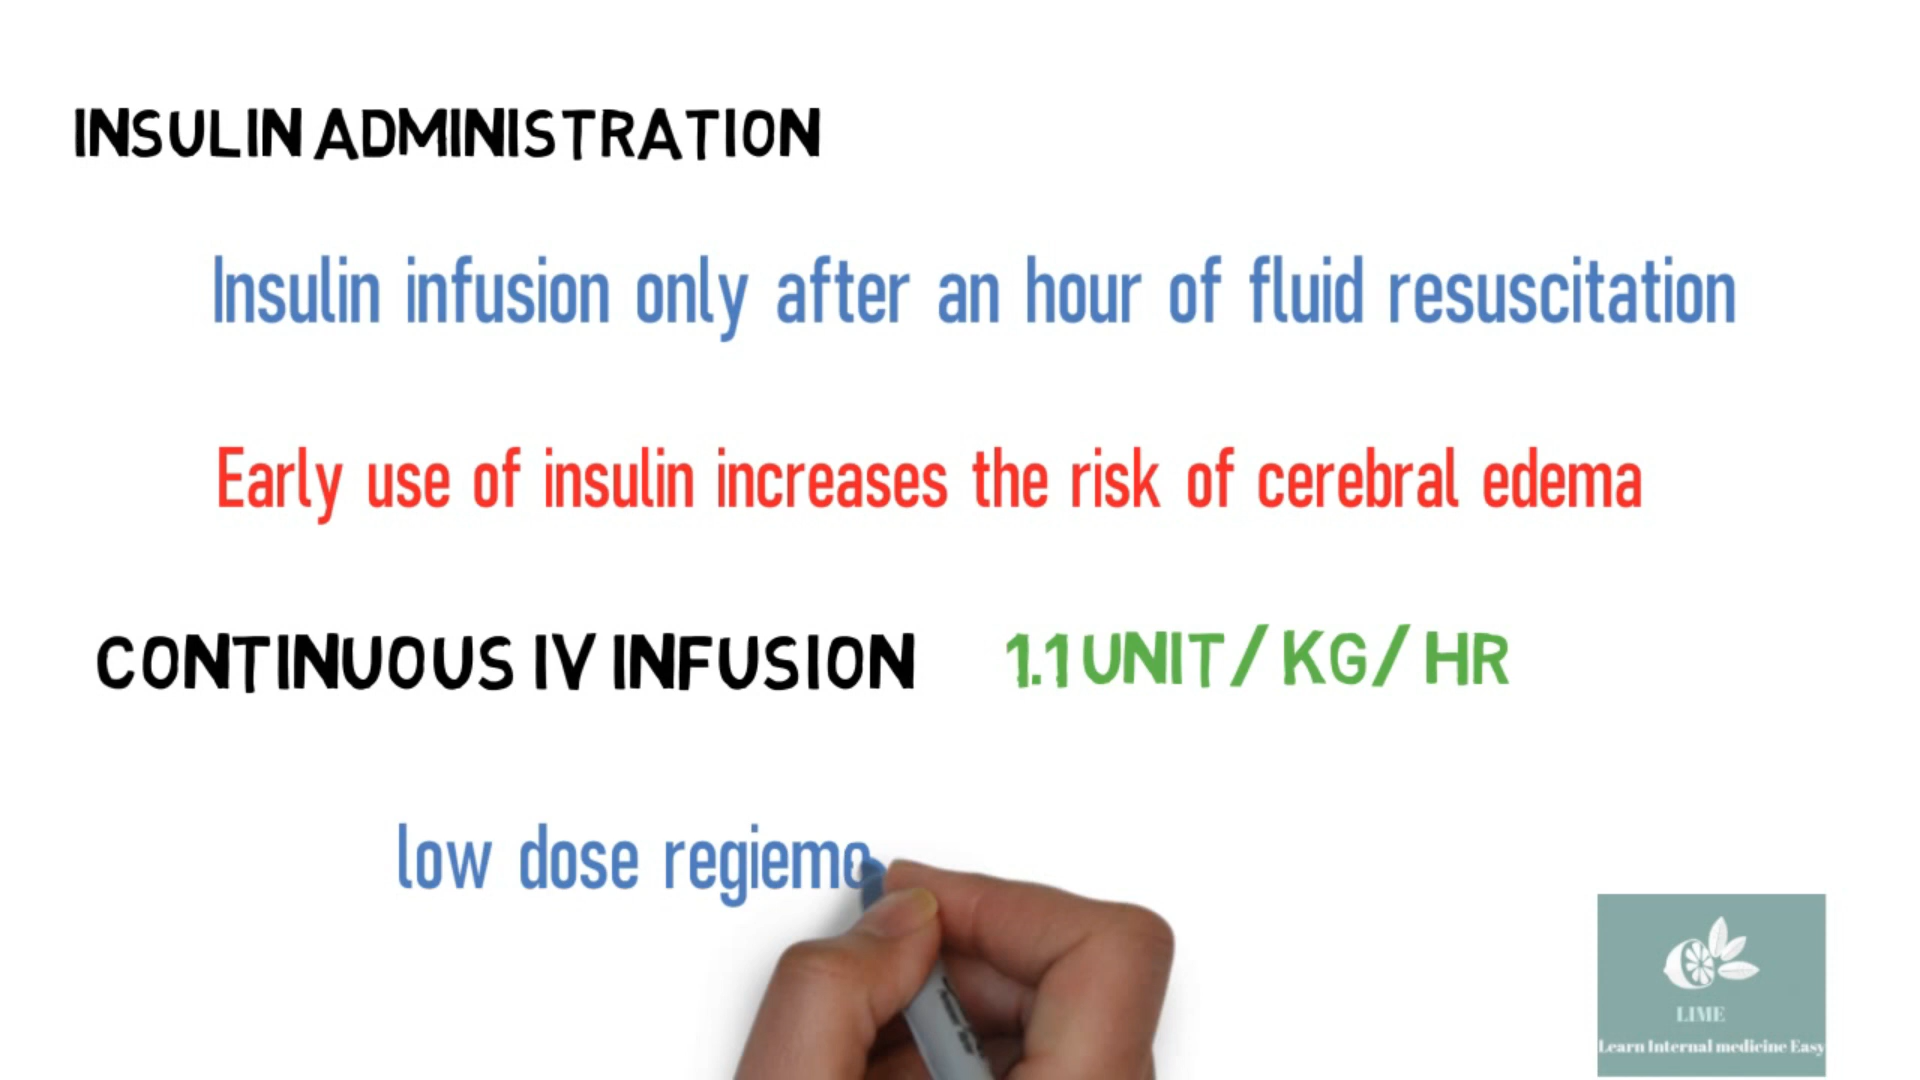 INSULIN ADMINISTRATION
Insulin infusion only after an hour of fluid resuscitation
Early use of insulin increases the risk of cerebral edema
CONTINUOUS IV INFUSION 1.1 UNIT/KG/HR
low dose regieme
LIME
Learn Internal medicine Easy